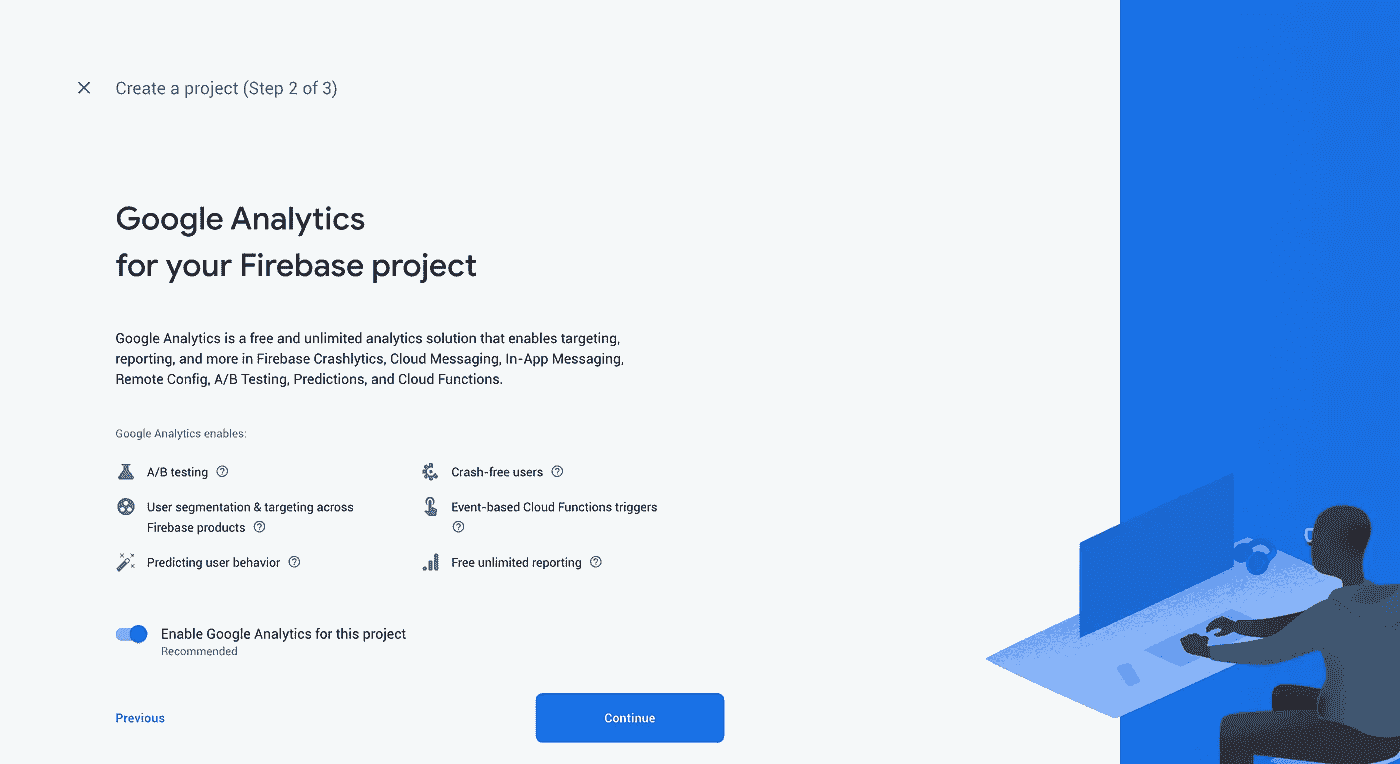 Create a project (Step 2 of 3)
Google Analytics
for your Firebase project
Google Analytics is a free and unlimited analytics solution that enables targeting,
reporting, and more in Firebase Crashlytics, Cloud Messaging, In-App Messaging,
Remote Config, A/B Testing, Predictions, and Cloud Functions.
Google Analytics enables:
A/B testing
Crash-free users
User segmentation & targeting across
Firebase products
Event-based Cloud Functions triggers
Predicting user behavior
Free unlimited reporting
Enable Google Analytics for this project
Recommended
Previous
Continue